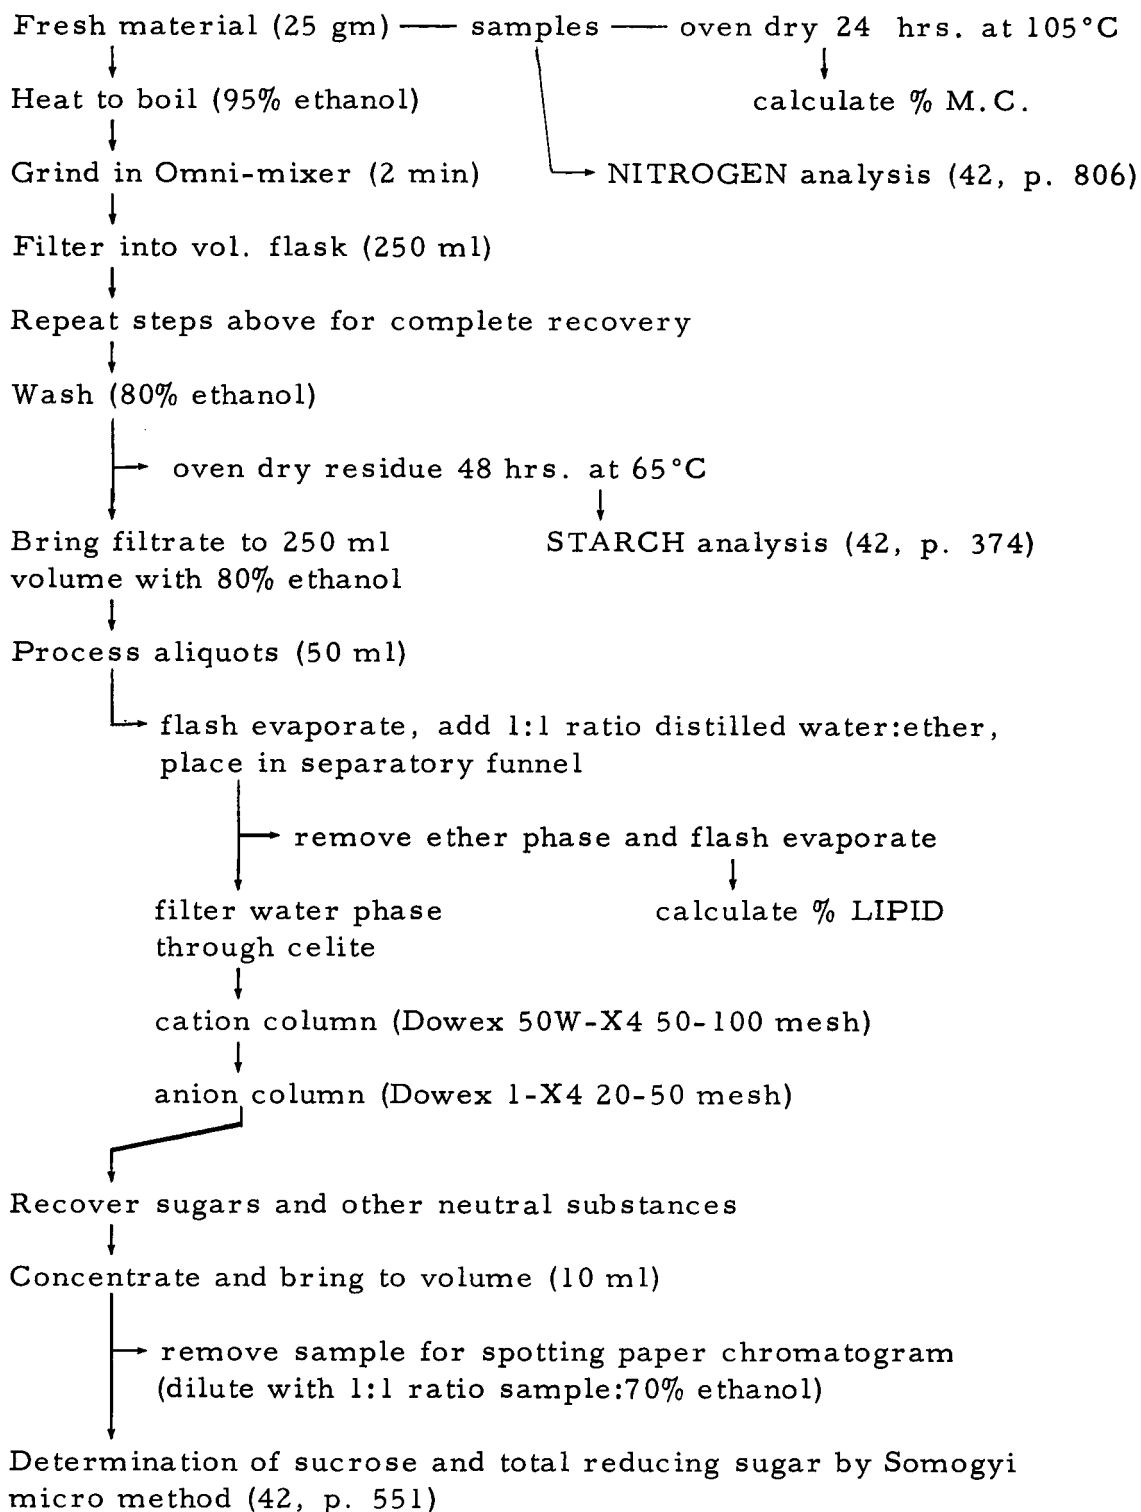 Fresh material (25 gm) — samples — oven dry 24 hrs. at 105°C
Heat to boil (95% ethanol)
calculate % M.C.
Grind in Omni-mixer (2 min)
NITROGEN analysis (42, p. 806)
Filter into vol. flask (250 ml)
Repeat steps above for complete recovery
Wash (80% ethanol)
oven dry residue 48 hrs. at 65°C
Bring filtrate to 250 ml
volume with 80% ethanol
STARCH analysis (42, p. 374)
Process aliquots (50 ml)
flash evaporate, add 1:1 ratio distilled water:ether,
place in separatory funnel
remove ether phase and flash evaporate
filter water phase
through celite
calculate % LIPID
cation column (Dowex 50W-X4 50-100 mesh)
anion column (Dowex 1-X4 20-50 mesh)
Recover sugars and other neutral substances
Concentrate and bring to volume (10 ml)
remove sample for spotting paper chromatogram
(dilute with 1:1 ratio sample:70% ethanol)
Determination of sucrose and total reducing sugar by Somogyi
micro method (42, p. 551)